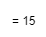 = 15